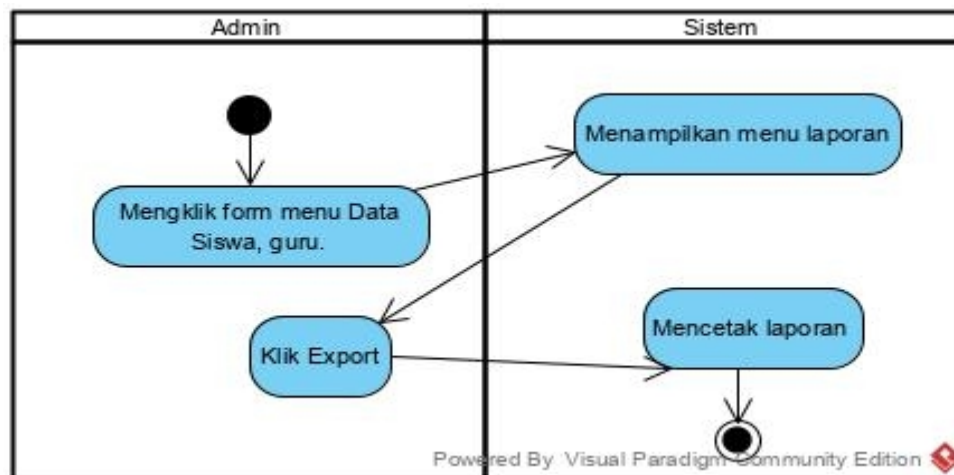 Admin
Sistem
Menampilkan menu laporan
Mengklik form menu Data
Siswa, guru.
Klik Export
Mencetak laporan
Powered By Visual Paradigm Community Edition